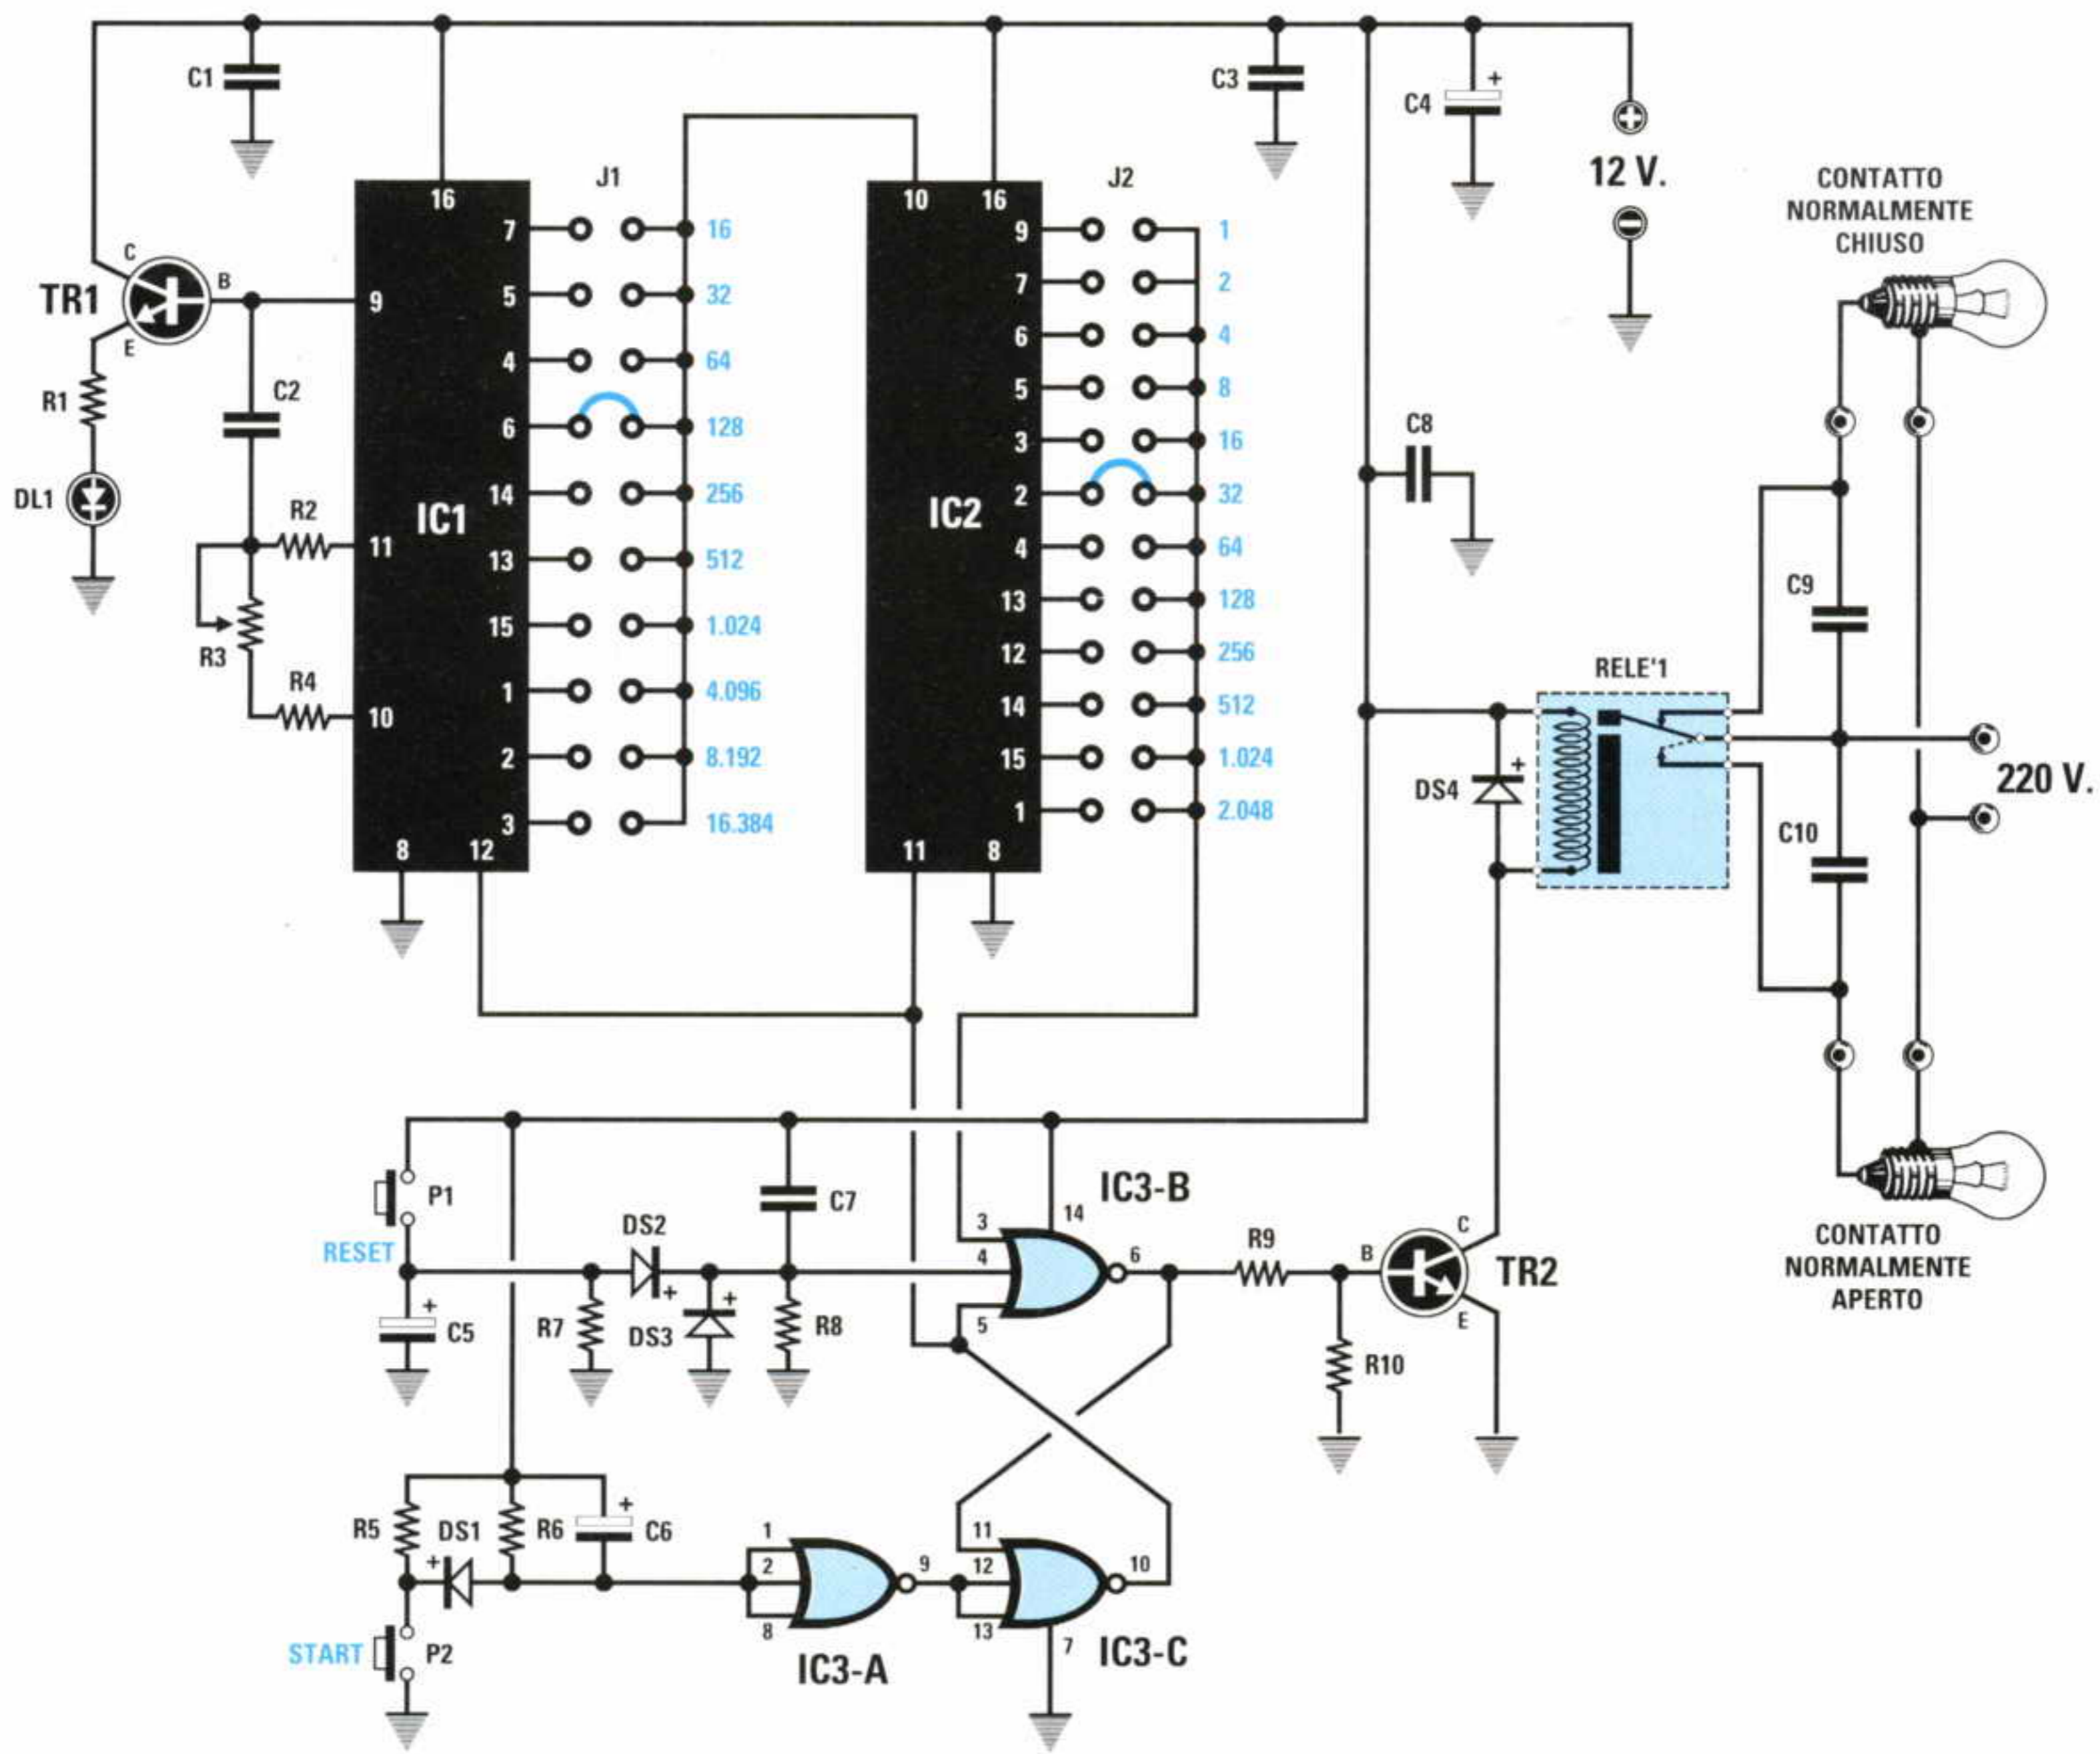 C1
C3
C4
+
12 V.
CONTATTO
NORMALMENTE
CHIUSO
J1
J2
16
10
16
7
16
9
1
C
B
TR1
E
9
5
32
7
2
6
4
4
64
5
8
R1
C2
6
128
3
16
C8
DL1
R2
11
IC1
14
256
IC2
2
32
13
512
4
64
R3
15
1.024
13
128
C9
R4
10
1
4.096
12
256
RELE'1
14
512
2
8.192
15
1.024
DS4
+
220 V.
3
16.384
1
2.048
C10
8
12
11
8
P1
RESET
DS2
+
C7
IC3-B
3
14
4
6
5
R9
B
C
TR2
E
+
C5
R7
DS3
+
R8
R10
CONTATTO
NORMALMENTE
APERTO
R5
DS1
+
R6
+
C6
1
2
8
9
11
12
13
10
7
START
P2
IC3-A
IC3-C